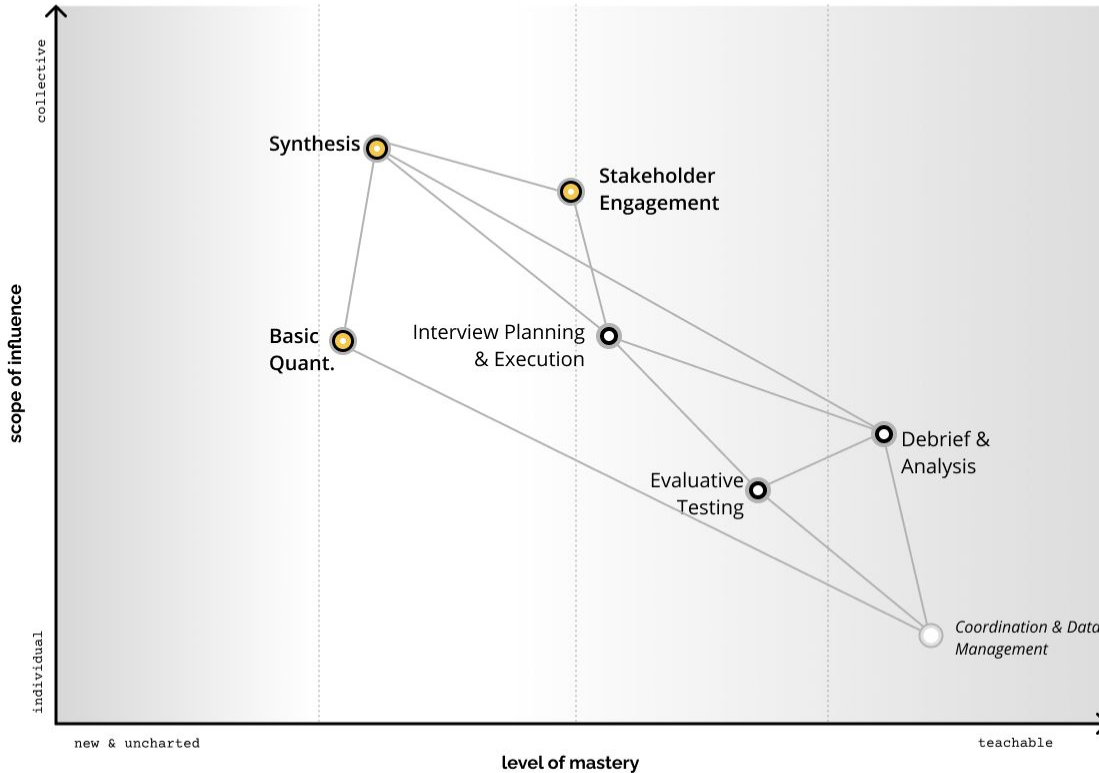 collective
Synthesis
Stakeholder
Engagement
scope of influence
Basic
Quant.
Interview Planning
& Execution
Debrief &
Analysis
Evaluative
Testing
individual
Coordination & Data
Management
new & uncharted
teachable
level of mastery